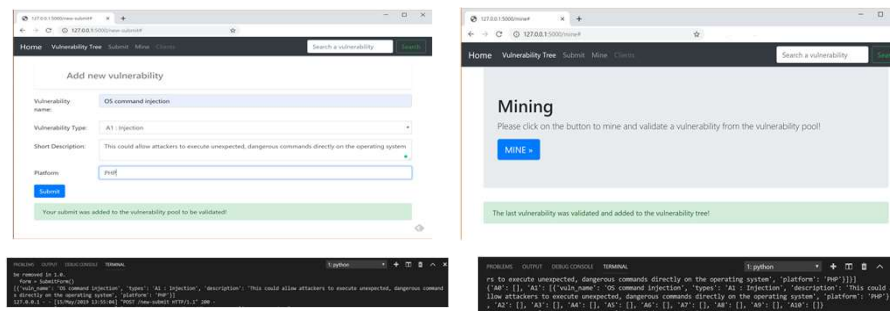 127.0.0.1:5000/new-submit#
127.0.0.1:5000/new-submit#
Home Vulnerability Tree Submit Mine Clients
Search a vulnerability Search
Add new vulnerability
Vulnerability name: OS command injection
Vulnerability Type: A1 : Injection
Short Description: This could allow attackers to execute unexpected, dangerous commands directly on the operating system
Platform: PHP
Submit
Your submit was added to the vulnerability pool to be validated!
PROBLEMS OUTPUT DEBUG CONSOLE TERMINAL 1: python
be removed in 1.0.
form = SubmitForm()
[{'vuln_name': 'OS command injection', 'types': 'A1 : Injection', 'description': 'This could allow attackers to execute unexpected, dangerous command
s directly on the operating system', 'platform': 'PHP'}]
127.0.0.1 - - [15/May/2019 13:55:04] "POST /new-submit HTTP/1.1" 200 -
127.0.0.1:5000/mine#
127.0.0.1:5000/mine#
Home Vulnerability Tree Submit Mine Clients
Search a vulnerability Sea
Mining
Please click on the button to mine and validate a vulnerability from the vulnerability pool!
MINE »
The last vulnerability was validated and added to the vulnerability tree!
PROBLEMS OUTPUT DEBUG CONSOLE TERMINAL 1: python
rs to execute unexpected, dangerous commands directly on the operating system', 'platform': 'PHP'}]}]
{'A0': [], 'A1': [{'vuln_name': 'OS command injection', 'types': 'A1 : Injection', 'description': 'This could a
llow attackers to execute unexpected, dangerous commands directly on the operating system', 'platform': 'PHP'}
, 'A2': [], 'A3': [], 'A4': [], 'A5': [], 'A6': [], 'A7': [], 'A8': [], 'A9': [], 'A10': []}